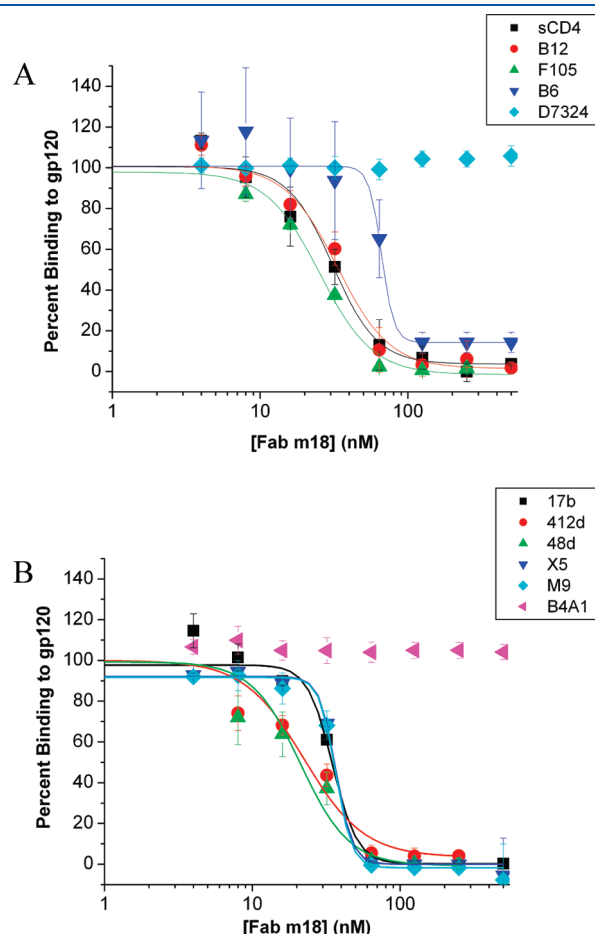 A
sCD4
B12
F105
B6
D7324
140
120
100
80
60
40
20
0
Percent Binding to gp120
1
10
100
[Fab m18] (nM)
B
17b
412d
48d
X5
M9
B4A1
140
120
100
80
60
40
20
0
Percent Binding to gp120
1
10
100
[Fab m18] (nM)